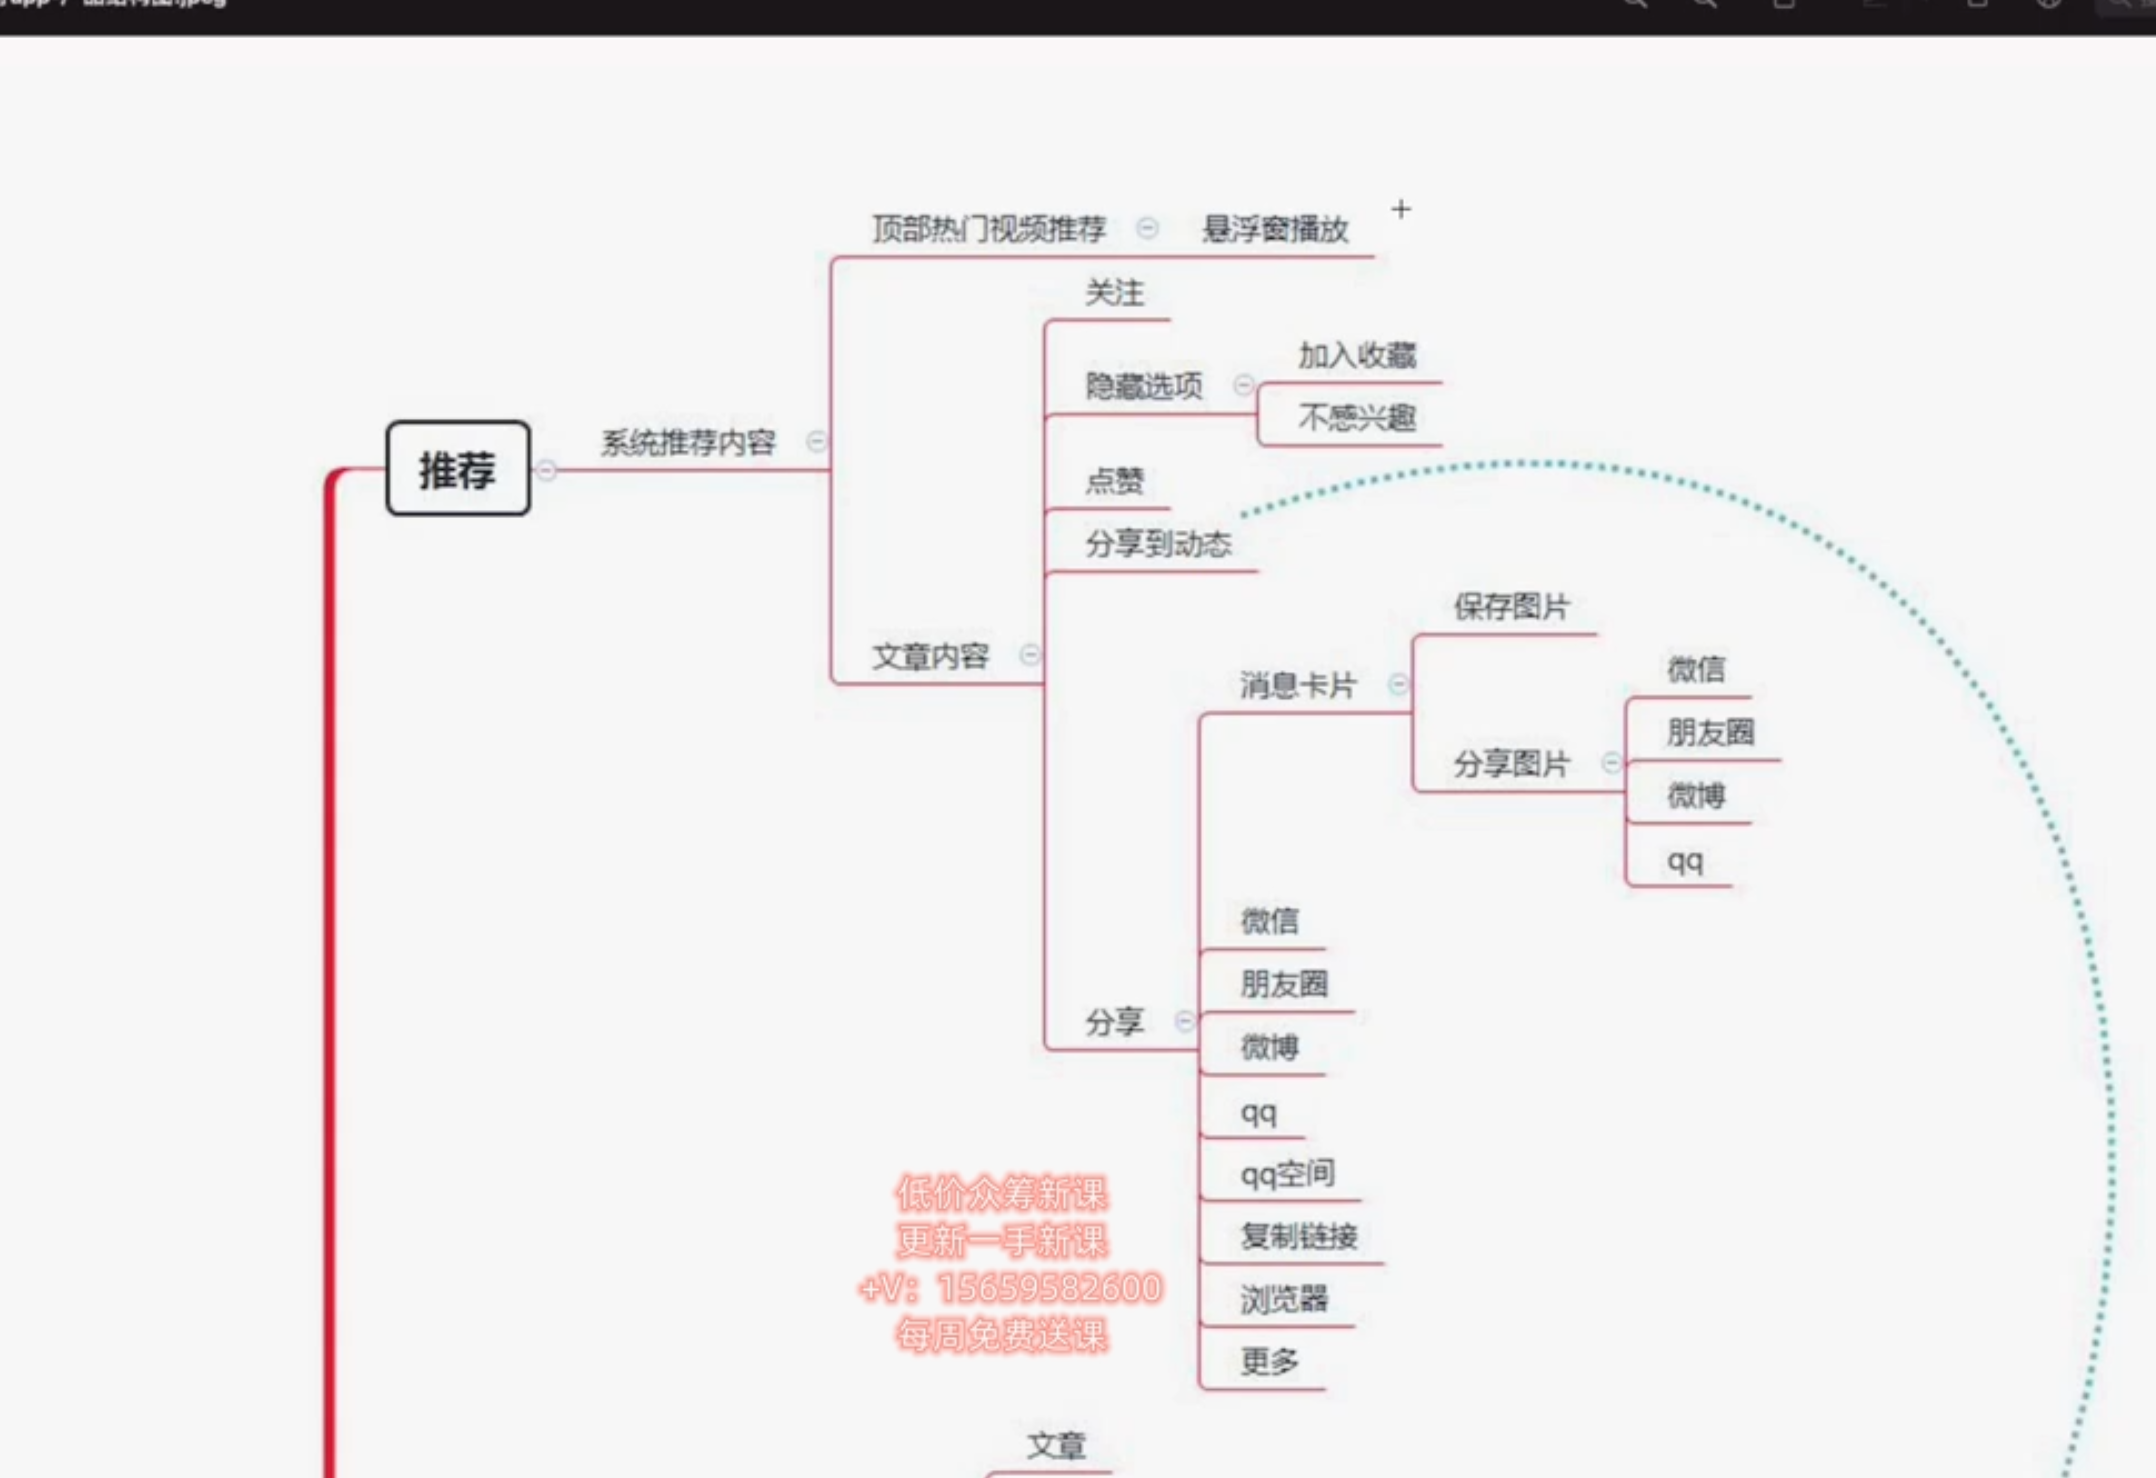 顶部热门视频推荐 悬浮窗播放
关注
加入收藏
隐藏选项
不感兴趣
系统推荐内容
推荐
点赞
分享到动态
保存图片
文章内容
微信
消息卡片
朋友圈
分享图片
微博
qq
微信
朋友圈
分享
微博
qq
qq空间
低价众筹新课
更新一手新课
+V：15659582600
每周免费送课
复制链接
浏览器
更多
文章